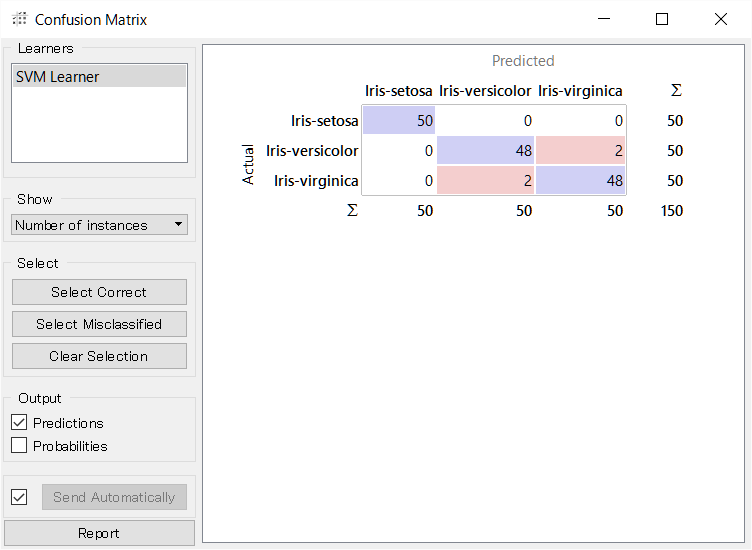 Confusion Matrix
Learners
SVM Learner
Show
Number of instances
Select
Select Correct
Select Misclassified
Clear Selection
Output
Predictions
Probabilities
Send Automatically
Report
Predicted
Iris-setosa Iris-versicolor Iris-virginica Σ
Actual
Iris-setosa 50 0 0 50
Iris-versicolor 0 48 2 50
Iris-virginica 0 2 48 50
Σ 50 50 50 150